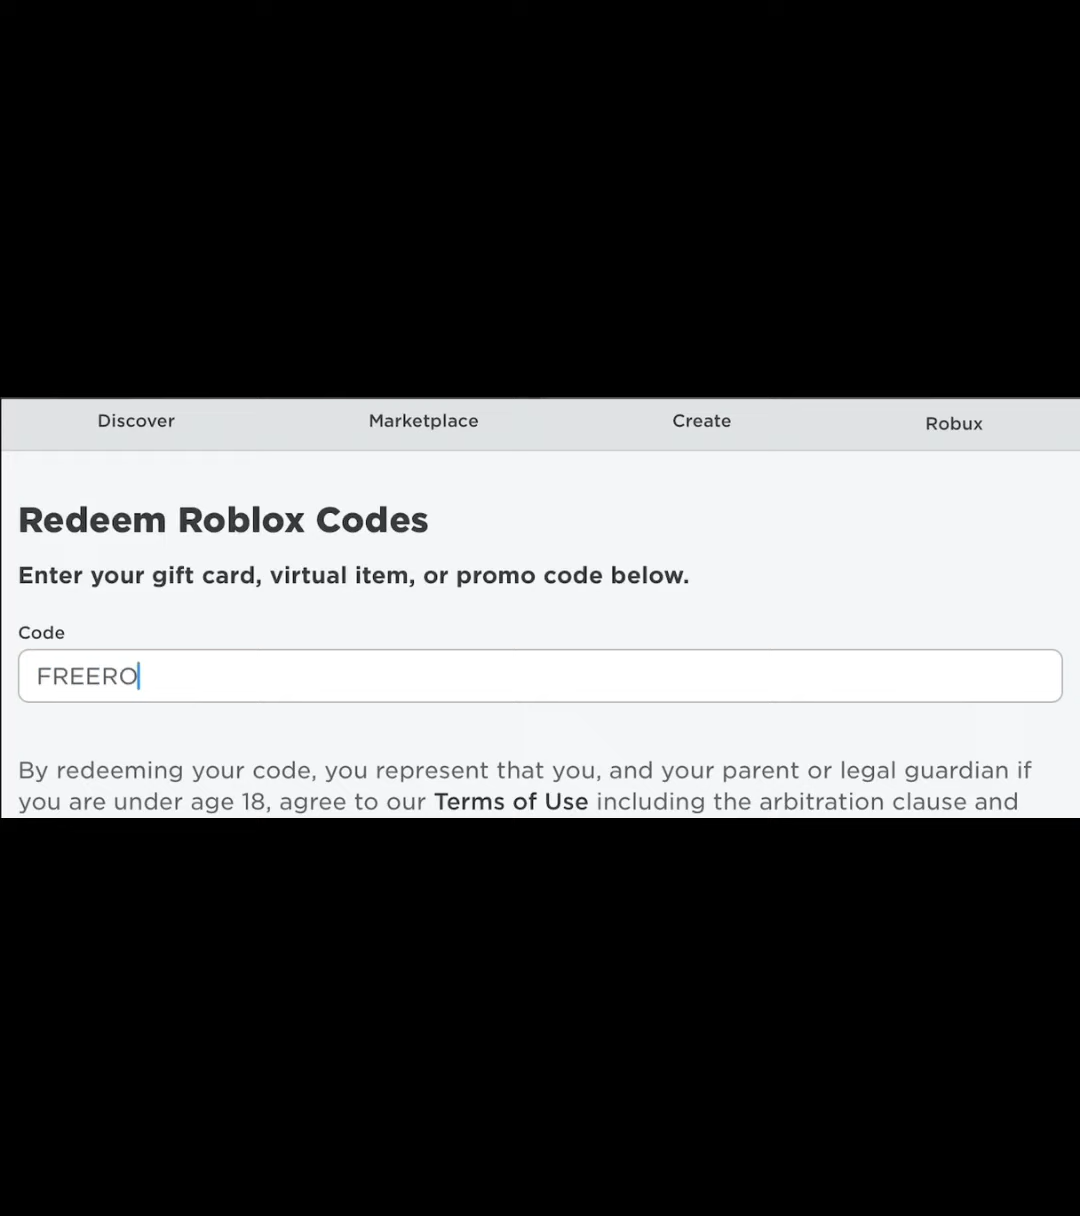 Discover Marketplace Create Robux
Redeem Roblox Codes
Enter your gift card, virtual item, or promo code below.
Code
FREERO
By redeeming your code, you represent that you, and your parent or legal guardian if
you are under age 18, agree to our Terms of Use including the arbitration clause and